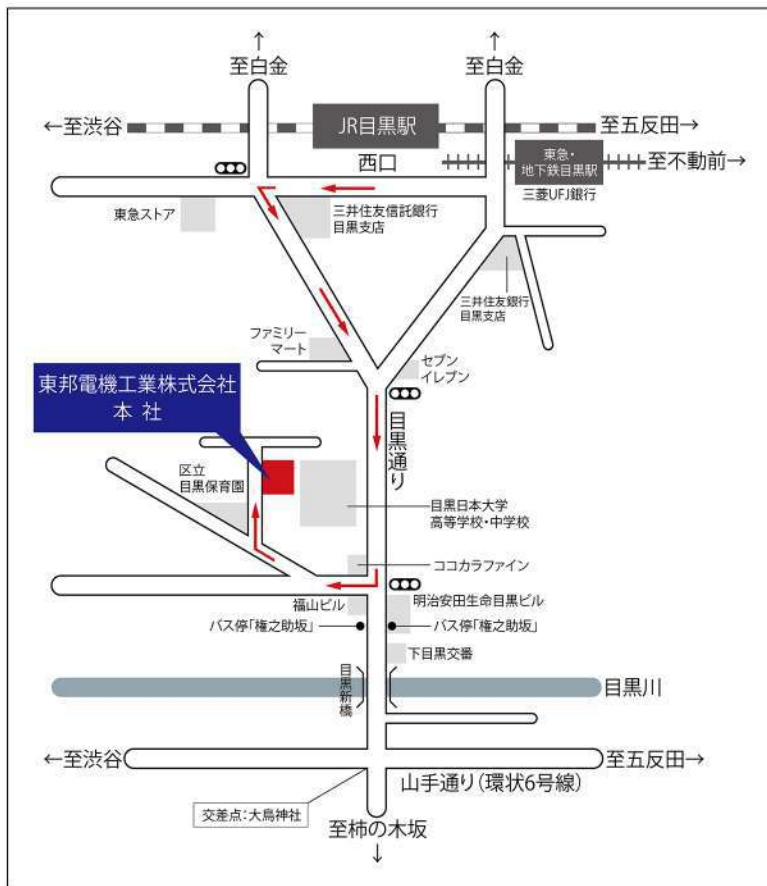 ↑
至白金
↑
至白金
←至渋谷
JR目黒駅
至五反田→
西口
東急・
地下鉄目黒駅
至不動前→
三菱UFJ銀行
東急ストア
三井住友信託銀行
目黒支店
三井住友銀行
目黒支店
ファミリー
マート
セブン
イレブン
東邦電機工業株式会社
本 社
目黒通り
区立
目黒保育園
目黒日本大学
高等学校・中学校
ココカラファイン
福山ビル
明治安田生命目黒ビル
バス停「権之助坂」
バス停「権之助坂」
下目黒交番
目黒新橋
目黒川
←至渋谷
至五反田→
山手通り(環状6号線)
交差点:大鳥神社
至柿の木坂
↓